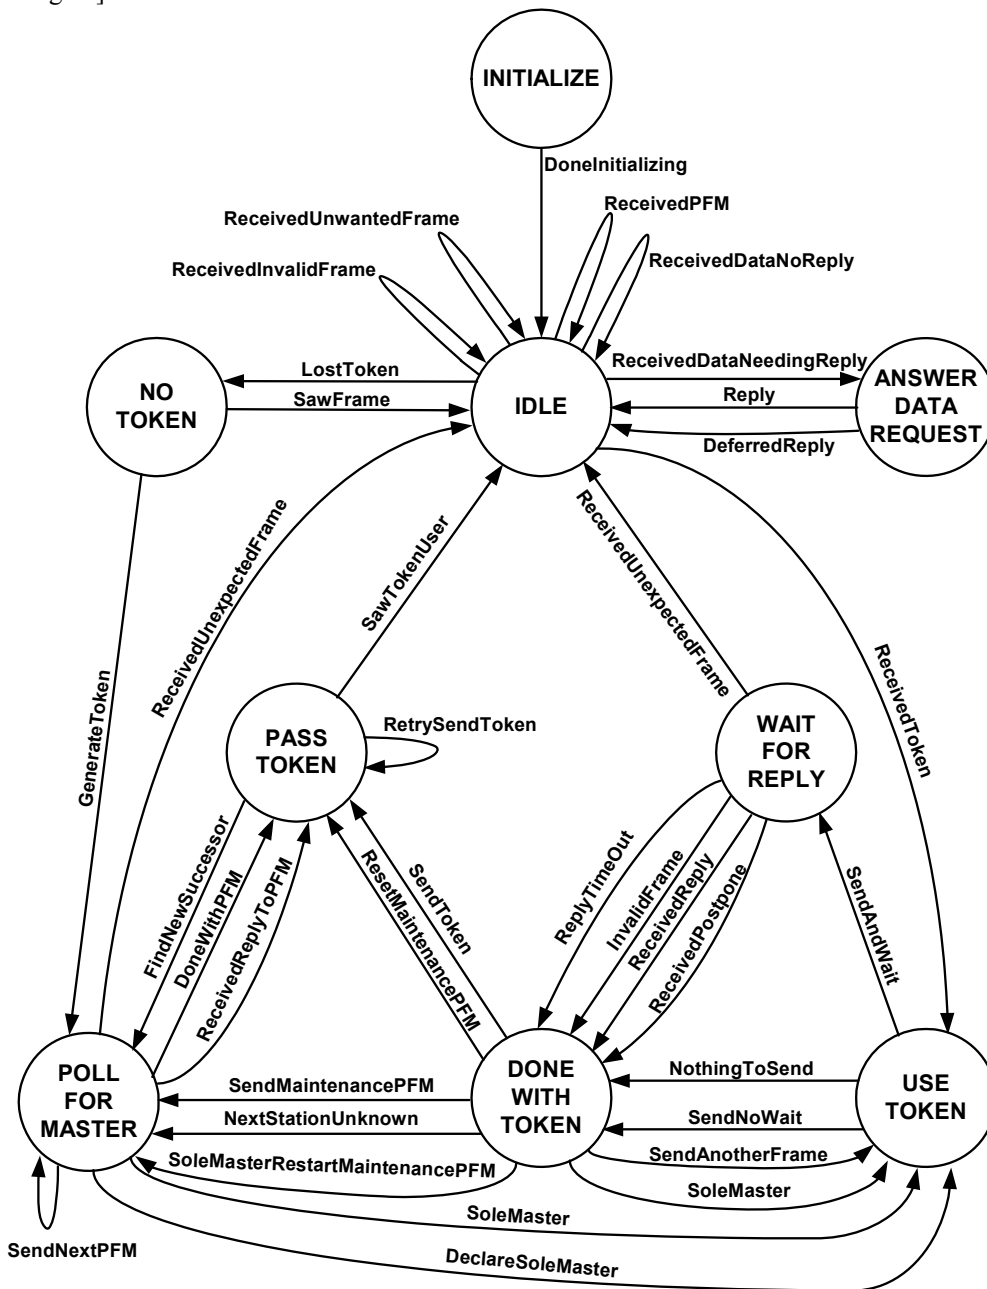 INITIALIZE
DoneInitializing
ReceivedPFM
ReceivedUnwantedFrame
ReceivedDataNoReply
ReceivedInvalidFrame
NO
TOKEN
LostToken
SawFrame
IDLE
ReceivedDataNeedingReply
Reply
DeferredReply
ANSWER
DATA
REQUEST
GenerateToken
ReceivedUnexpectedFrame
SawTokenUser
ReceivedUnexpectedFrame
ReceivedToken
PASS
TOKEN
RetrySendToken
WAIT
FOR
REPLY
FindNewSuccessor
DoneWithPFM
ReceivedReplyToPFM
ResetMaintenancePFM
SendToken
ReplyTimeOut
InvalidFrame
ReceivedReply
ReceivedPostpone
SendAndWait
POLL
FOR
MASTER
SendMaintenancePFM
NextStationUnknown
SoleMasterRestartMaintenancePFM
DONE
WITH
TOKEN
NothingToSend
SendNoWait
SendAnotherFrame
SoleMaster
USE
TOKEN
SoleMaster
SendNextPFM
DeclareSoleMaster